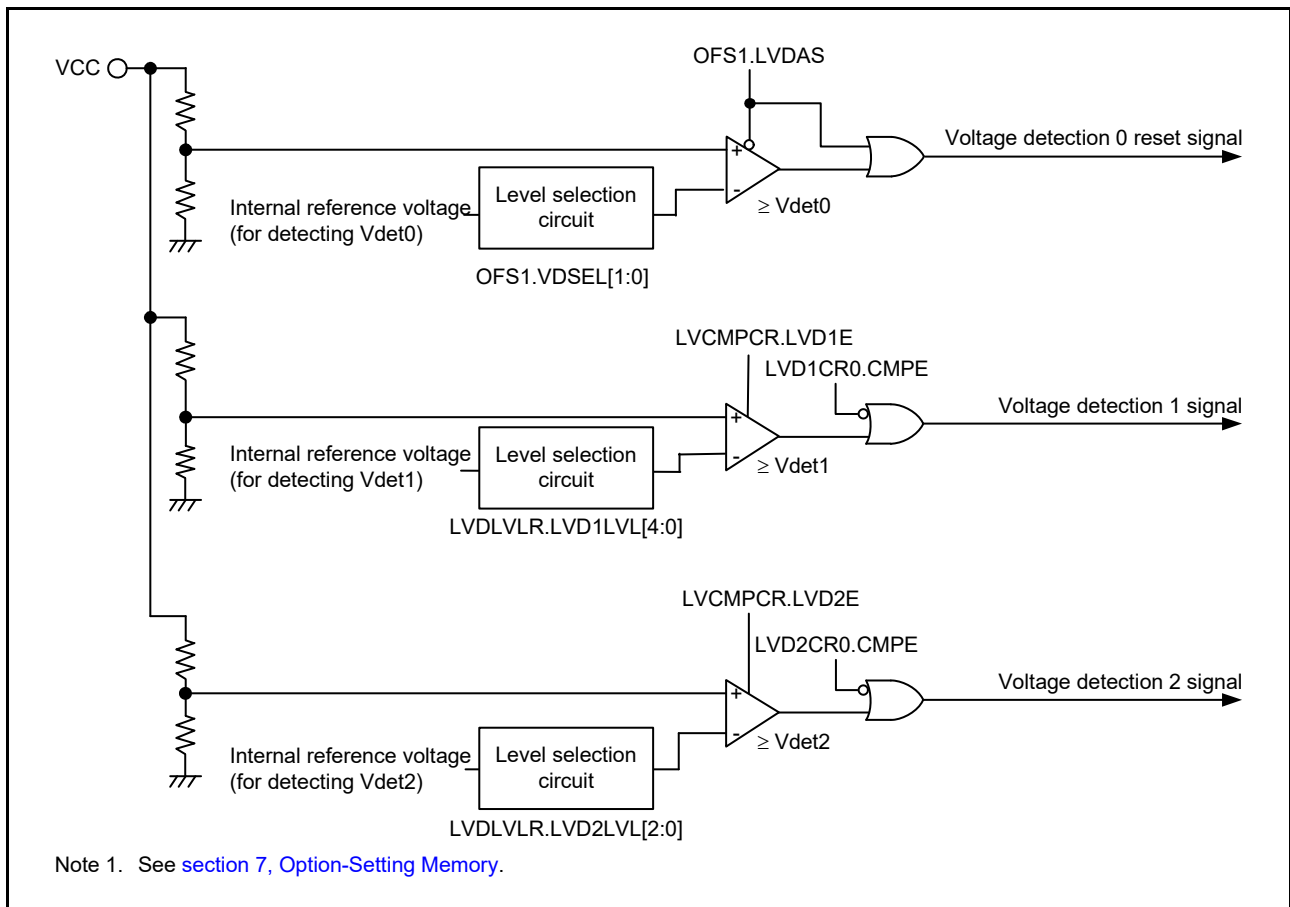 OFS1.LVDAS
VCC
Voltage detection 0 reset signal
+
-
Level selection
circuit
Internal reference voltage
(for detecting Vdet0)
≥ Vdet0
OFS1.VDSEL[1:0]
LVCMPCR.LVD1E
LVD1CR0.CMPE
Voltage detection 1 signal
+
-
Level selection
circuit
Internal reference voltage
(for detecting Vdet1)
≥ Vdet1
LVDLVLR.LVD1LVL[4:0]
LVCMPCR.LVD2E
LVD2CR0.CMPE
Voltage detection 2 signal
+
-
Level selection
circuit
Internal reference voltage
(for detecting Vdet2)
≥ Vdet2
LVDLVLR.LVD2LVL[2:0]
Note 1. See section 7, Option-Setting Memory.